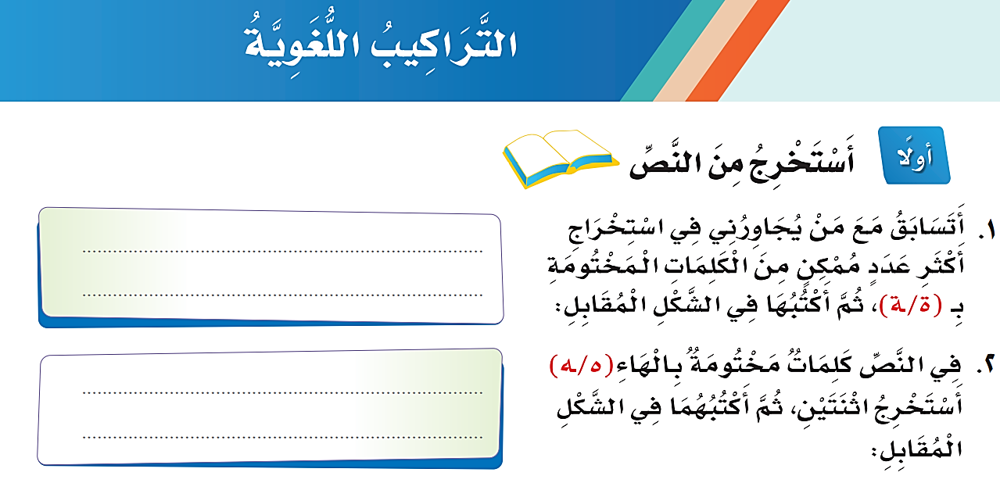 التَّرَاكِيبُ اللُّغَوِيَّةُ
أولًا
أَسْتَخْرِجُ مِنَ النَّصِّ
١. أَتَسَابَقُ مَعَ مَنْ يُجَاوِرُنِي فِي اسْتِخْرَاجِ
أَكْثَرِ عَدَدٍ مُمْكِنٍ مِنَ الْكَلِمَاتِ الْمَخْتُومَةِ
بِـ (ة/ـة)، ثُمَّ أَكْتُبُهَا فِي الشَّكْلِ الْمُقَابِلِ:
٢. فِي النَّصِّ كَلِمَاتٌ مَخْتُومَةٌ بِالْهَاءِ (ه/ـه)
أَسْتَخْرِجُ اثْنَتَيْنِ، ثُمَّ أَكْتُبُهُمَا فِي الشَّكْلِ
الْمُقَابِلِ: